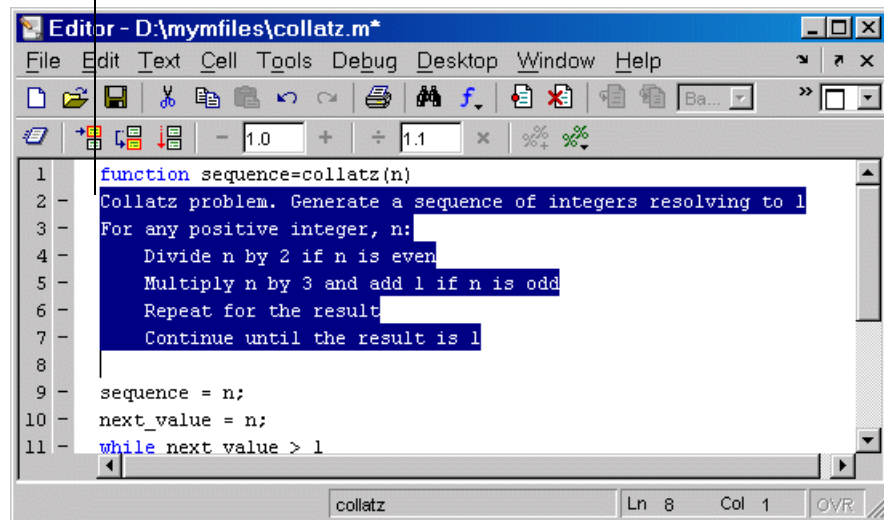 Editor - D:\mymfiles\collatz.m*
File Edit Text Cell Tools Debug Desktop Window Help
Ba...
1.0 1.1
1 function sequence=collatz(n)
2 - Collatz problem. Generate a sequence of integers resolving to 1
3 - For any positive integer, n:
4 - Divide n by 2 if n is even
5 - Multiply n by 3 and add 1 if n is odd
6 - Repeat for the result
7 - Continue until the result is 1
8
9 - sequence = n;
10 - next_value = n;
11 - while next_value > 1
collatz Ln 8 Col 1 OVR